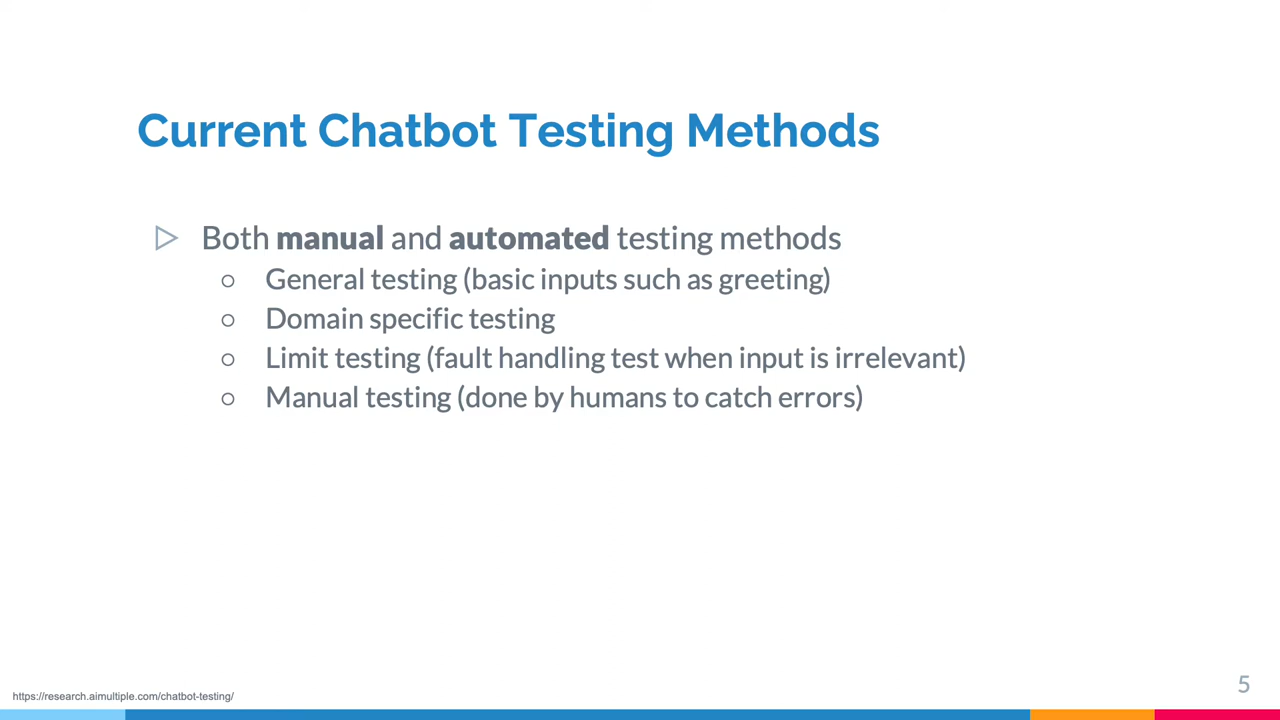 Current Chatbot Testing Methods
▷ Both manual and automated testing methods
○ General testing (basic inputs such as greeting)
○ Domain specific testing
○ Limit testing (fault handling test when input is irrelevant)
○ Manual testing (done by humans to catch errors)
5
https://research.aimultiple.com/chatbot-testing/